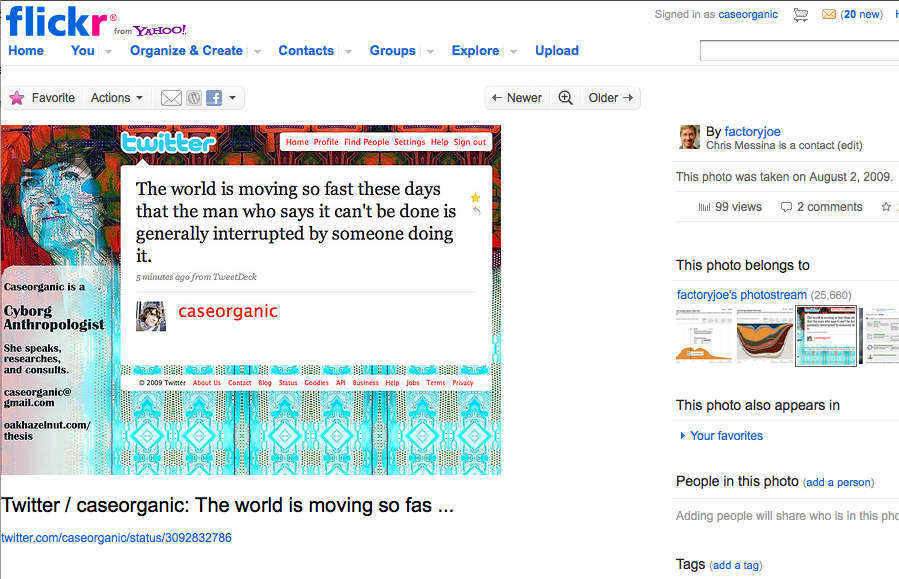 flickr® from YAHOO!
Signed in as caseorganic (20 new)
Home You Organize & Create Contacts Groups Explore Upload
Favorite Actions
← Newer Older →
twitter
Home Profile Find People Settings Help Sign out
The world is moving so fast these days
that the man who says it can't be done is
generally interrupted by someone doing
it.
5 minutes ago from TweetDeck
caseorganic
© 2009 Twitter About Us Contact Blog Status Goodies API Business Help Jobs Terms Privacy
Caseorganic is a
Cyborg
Anthropologist
She speaks,
researches,
and consults.
caseorganic@
gmail.com
oakhazelnut.com/
thesis
Twitter / caseorganic: The world is moving so fas ...
twitter.com/caseorganic/status/3092832786
By factoryjoe
Chris Messina is a contact (edit)
This photo was taken on August 2, 2009.
99 views 2 comments
This photo belongs to
factoryjoe's photostream (25,680)
This photo also appears in
Your favorites
People in this photo (add a person)
Adding people will share who is in this
Tags (add a tag)